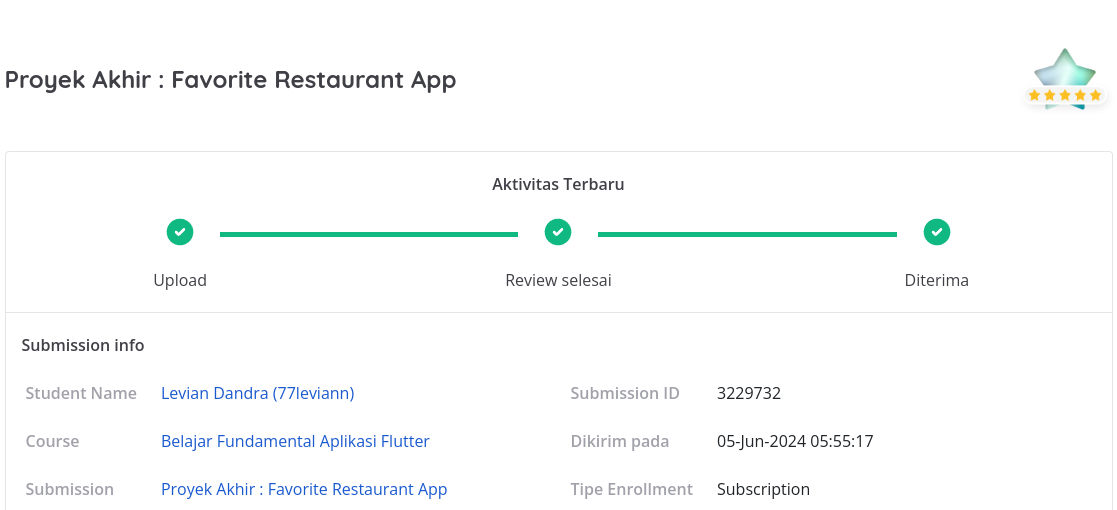 Proyek Akhir : Favorite Restaurant App
Aktivitas Terbaru
Upload Review selesai Diterima
Submission info
Student Name Levian Dandra (77leviann) Submission ID 3229732
Course Belajar Fundamental Aplikasi Flutter Dikirim pada 05-Jun-2024 05:55:17
Submission Proyek Akhir : Favorite Restaurant App Tipe Enrollment Subscription